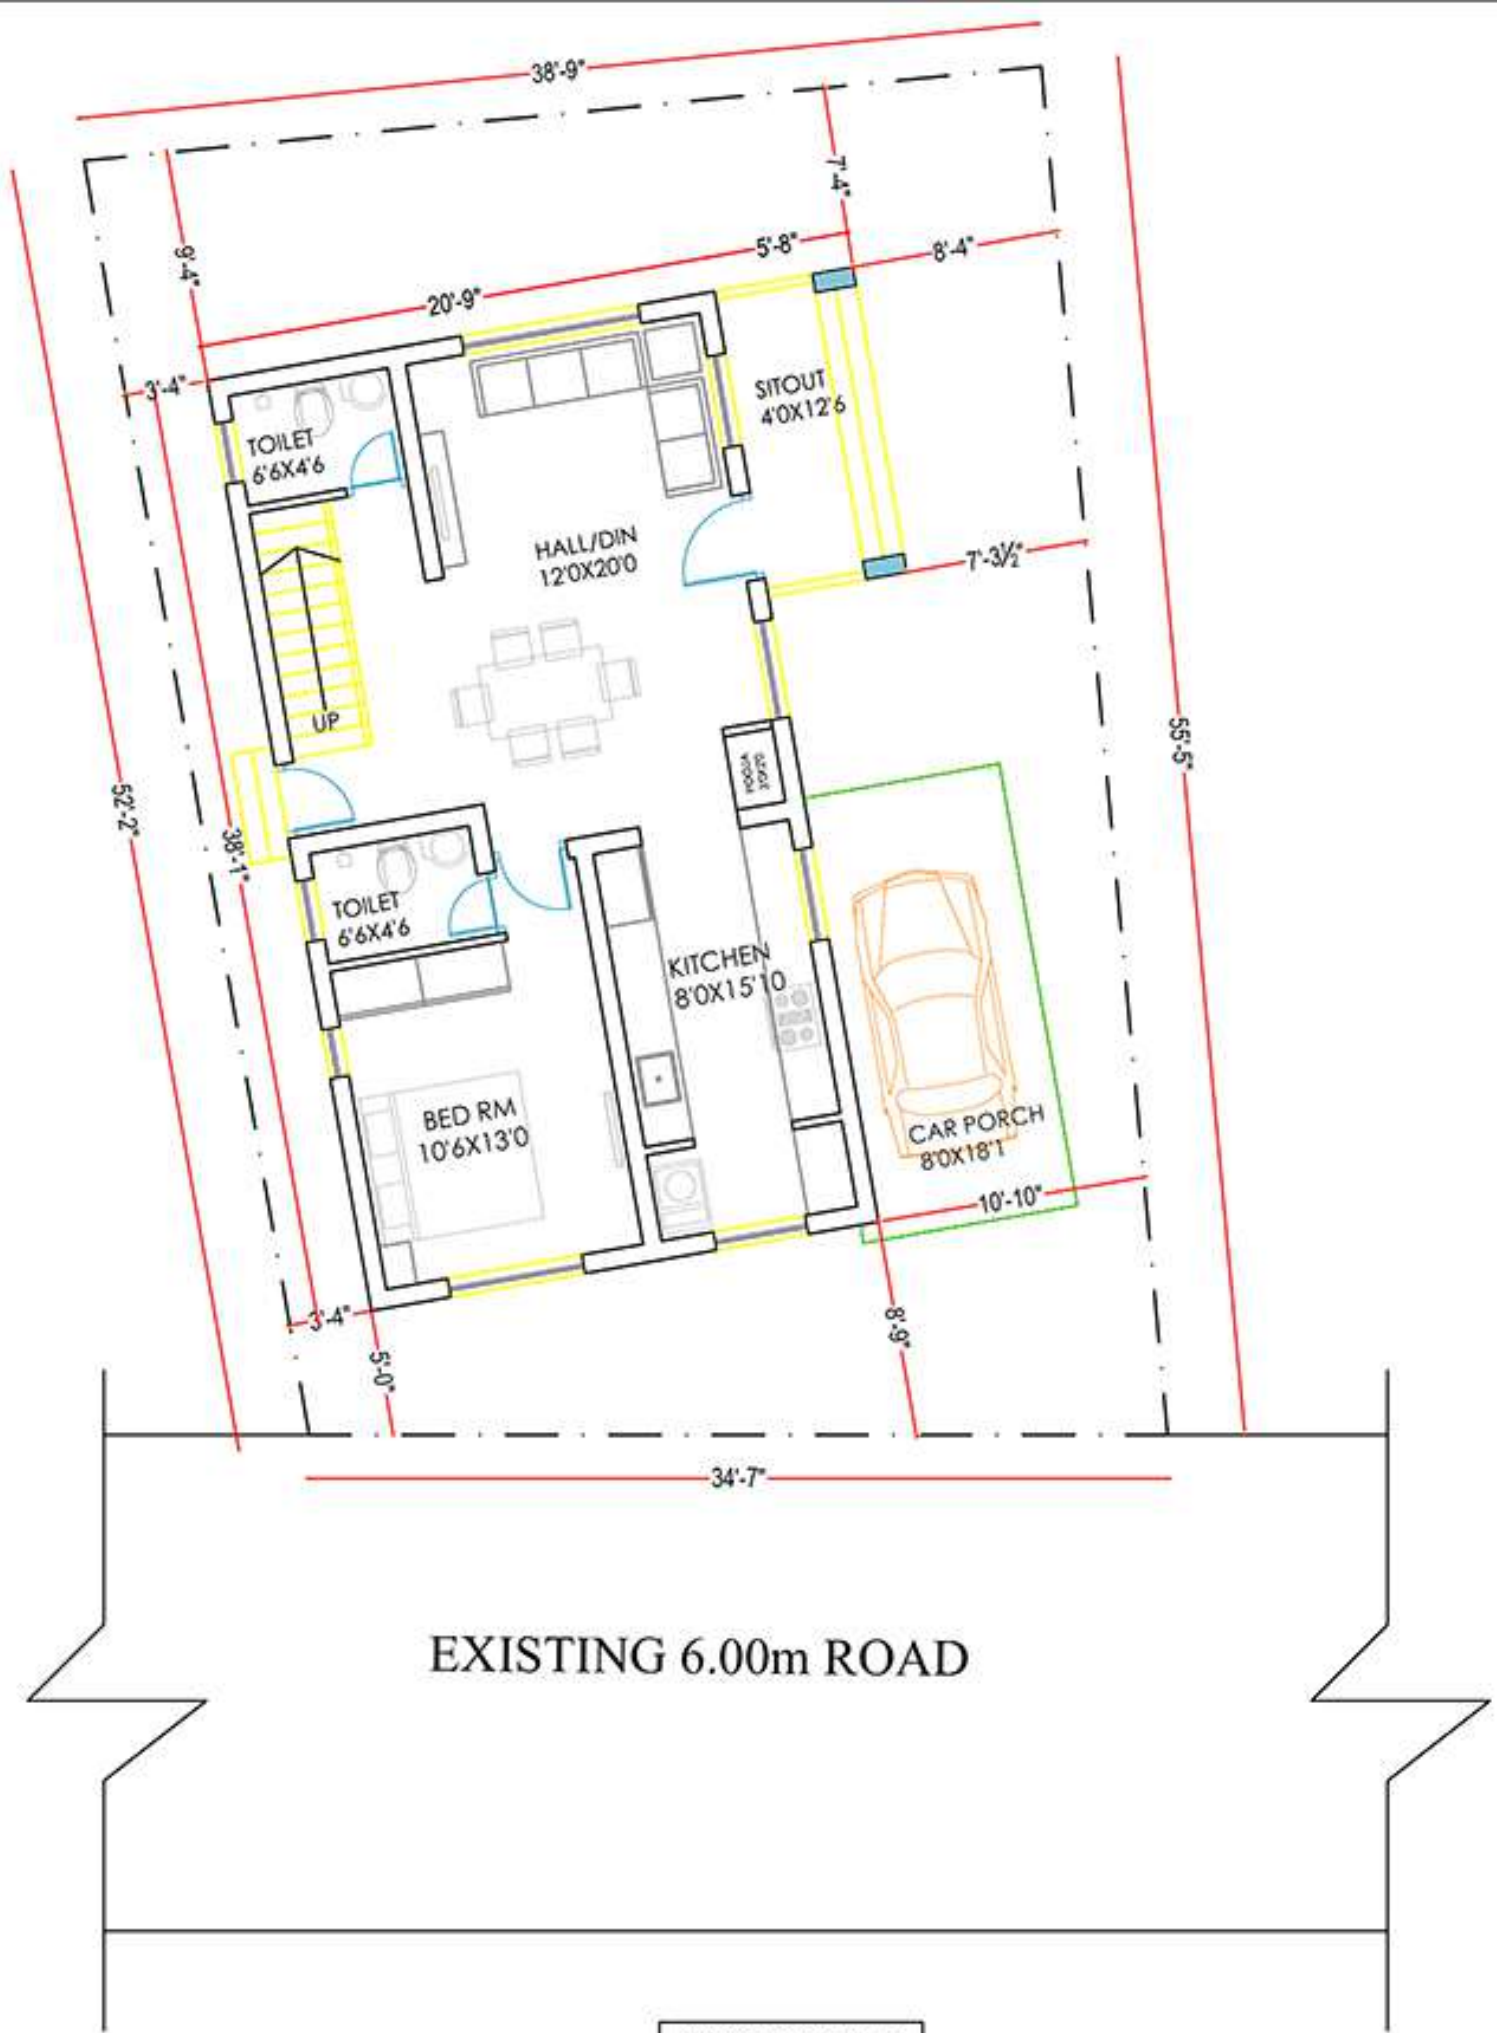 38'-9"
7'-4"
9'-4"
5'-8"
8'-4"
20'-9"
3'-4"
SITOUT
4'0X12'6
TOILET
6'6X4'6
HALL/DIN
12'0X20'0
7'-3½"
UP
POOJA
55'-5"
52'-2"
38'-1"
TOILET
6'6X4'6
KITCHEN
8'0X15'10
BED RM
10'6X13'0
CAR PORCH
8'0X18'1
10'-10"
3'-4"
8'-9"
5'-0"
34'-7"
EXISTING 6.00m ROAD